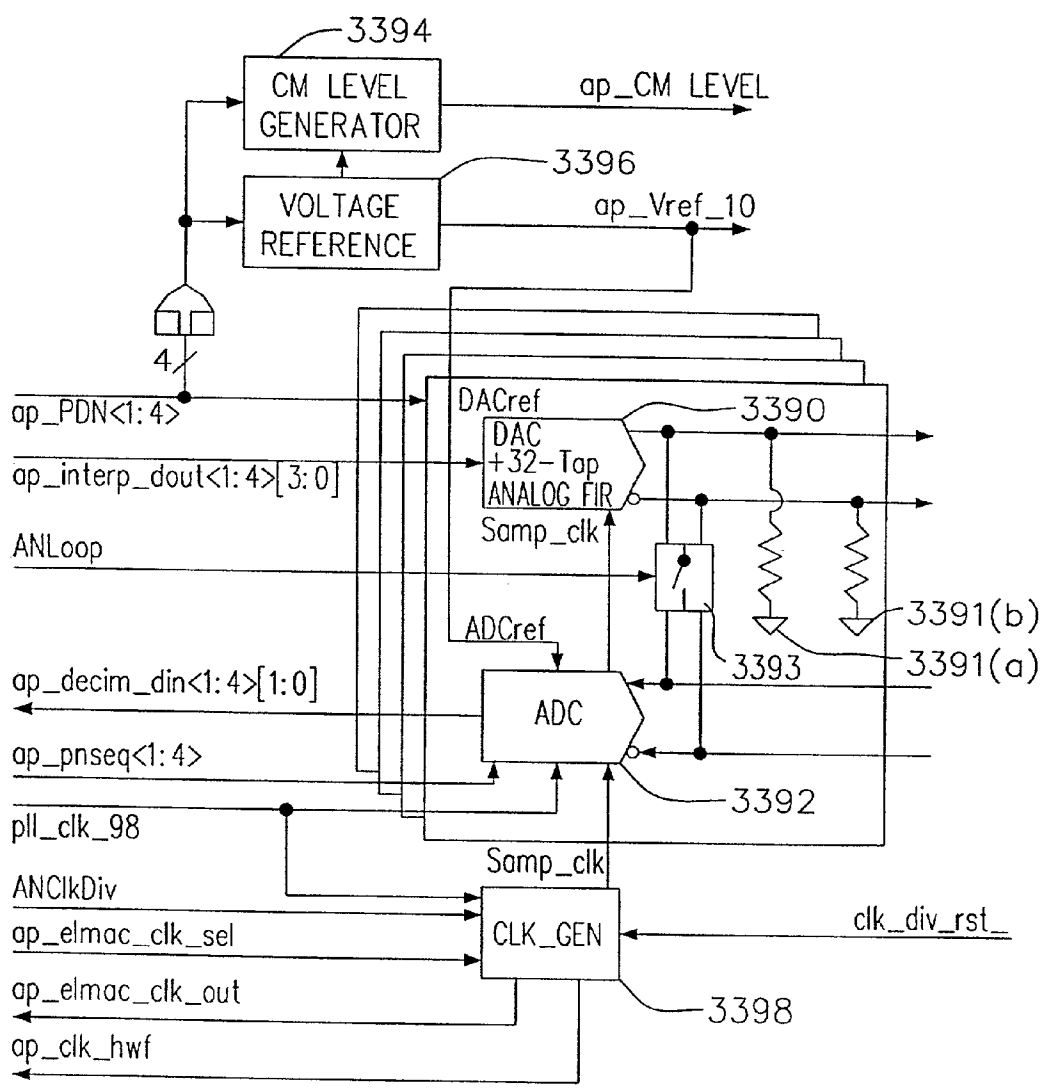 3394
CM LEVEL
GENERATOR
ap_CM LEVEL
3396
VOLTAGE
REFERENCE
ap_Vref_10
4
ap_PDN<1:4>
DACref
3390
DAC
+32-Tap
ANALOG FIR
ap_interp_dout<1:4>[3:0]
Samp_clk
ANLoop
3391(b)
3391(a)
3393
ADCref
ap_decim_din<1:4>[1:0]
ADC
ap_pnseq<1:4>
3392
pll_clk_98
Samp_clk
ANClkDiv
CLK_GEN
clk_div_rst_
ap_elmac_clk_sel
ap_elmac_clk_out
3398
ap_clk_hwf